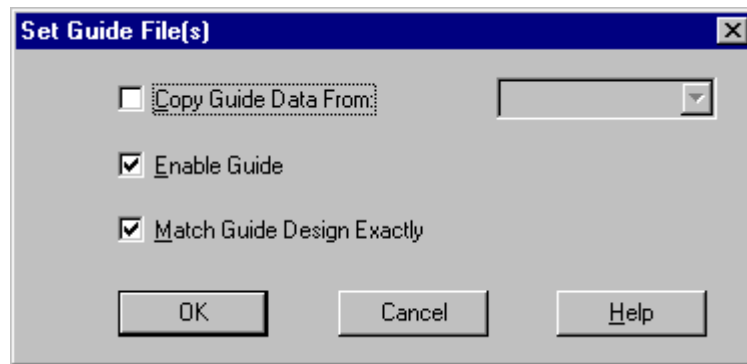 Set Guide File(s)
Copy Guide Data From:
Enable Guide
Match Guide Design Exactly
OK Cancel Help